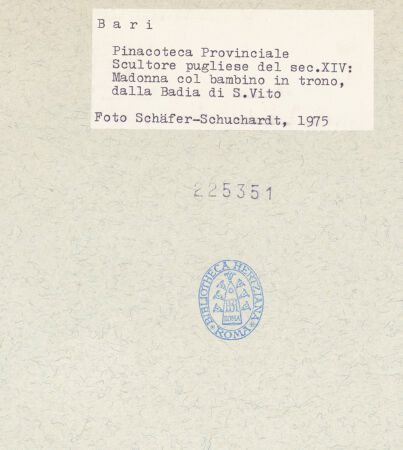 B a r i
Pinacoteca Provinciale
Scultore pugliese del sec.XIV:
Madonna col bambino in trono,
dalla Badia di S.Vito
Foto Schäfer-Schuchardt, 1975
225351
BIBLIOTHECA HERTZIANA
ROMA